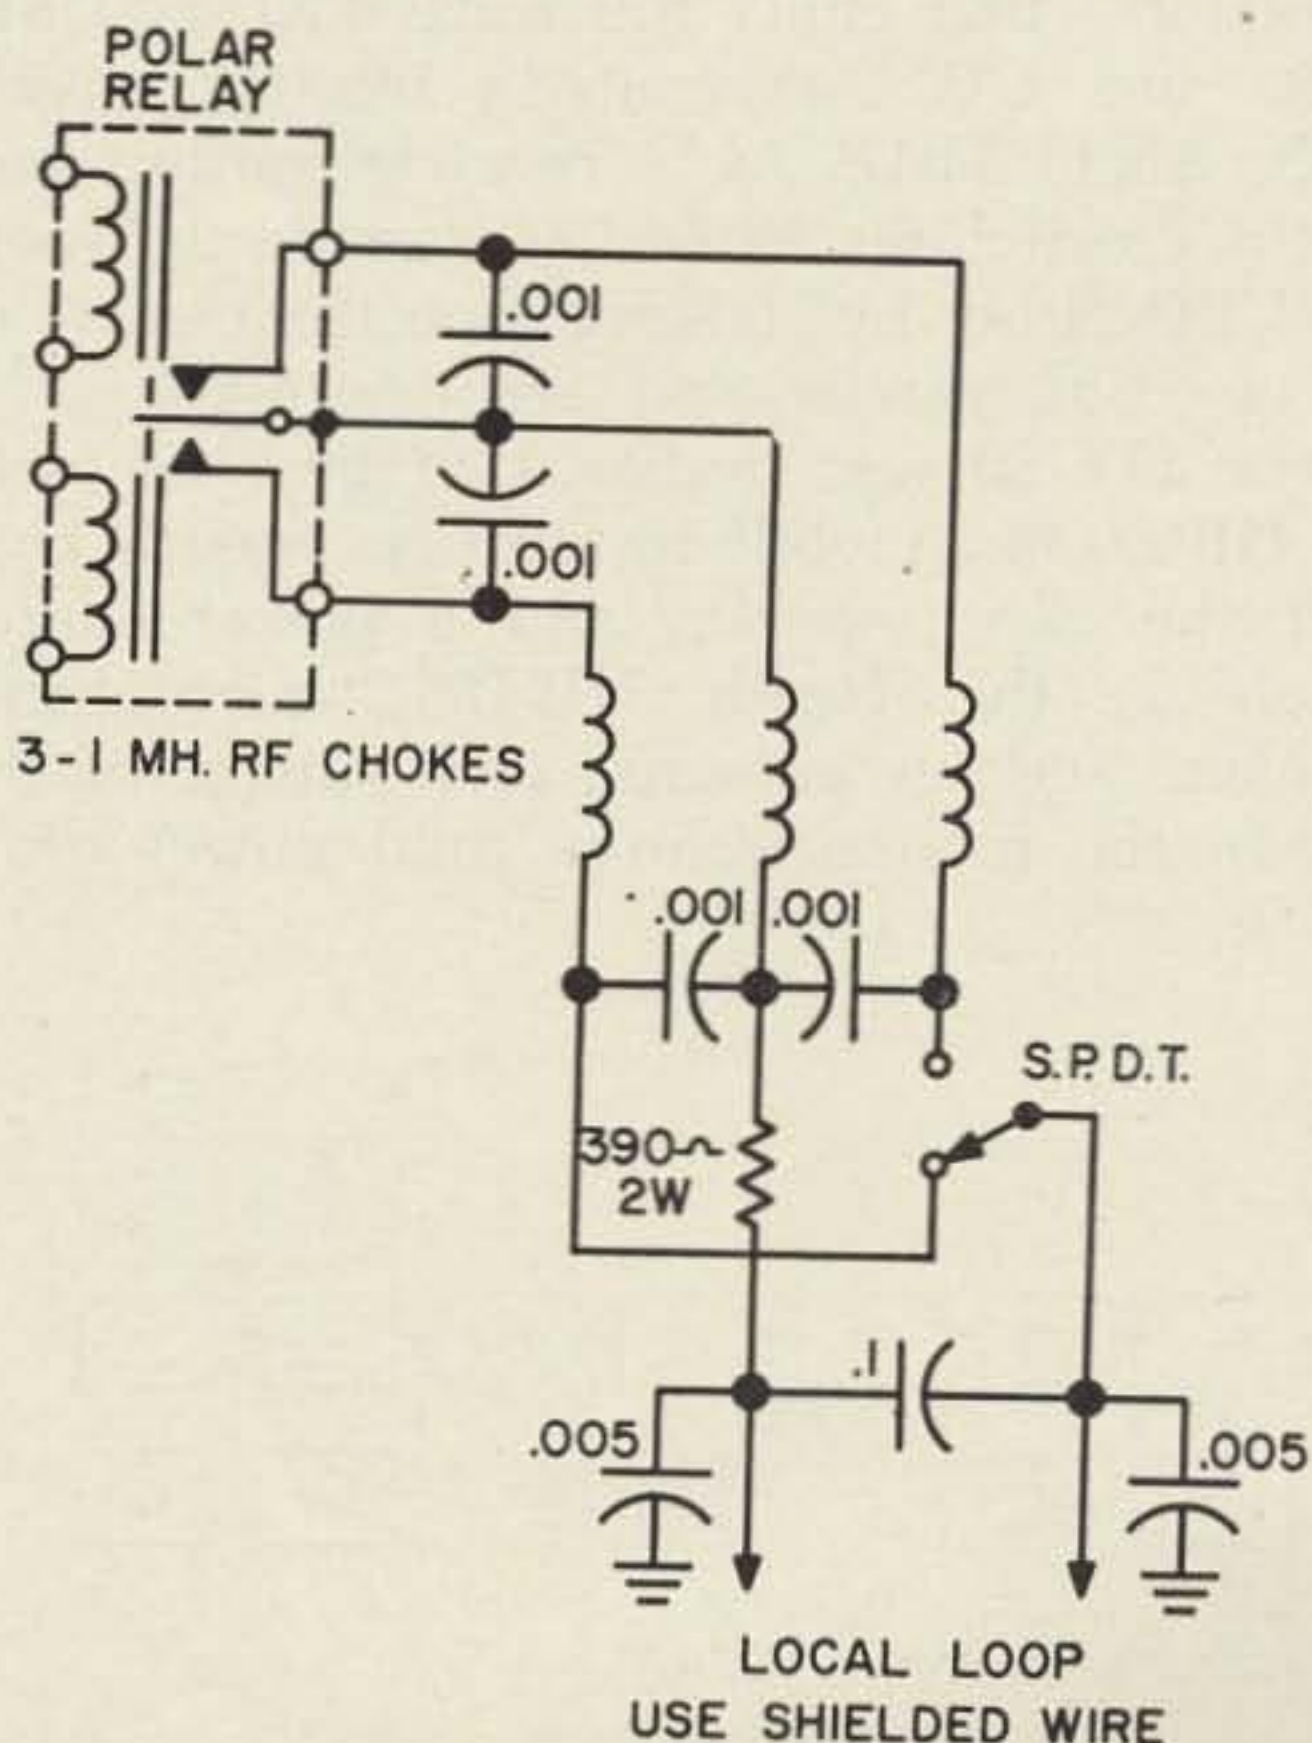 POLAR
RELAY
.001
.001
3-1 MH. RF CHOKES
.001 .001
S.P.D.T.
390
2W
.1
.005
.005
LOCAL LOOP
USE SHIELDED WIRE